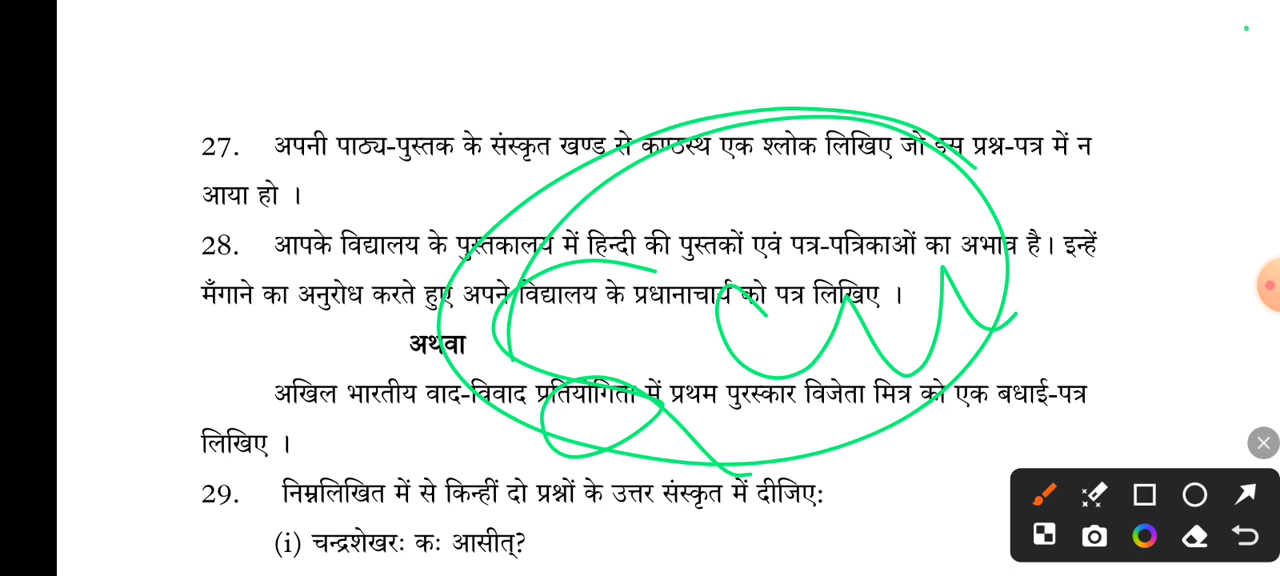 27. अपनी पाठ्य-पुस्तक के संस्कृत खण्ड से कण्ठस्थ एक श्लोक लिखिए जो इस प्रश्न-पत्र में न
आया हो ।
28. आपके विद्यालय के पुस्तकालय में हिन्दी की पुस्तकों एवं पत्र-पत्रिकाओं का अभाव है। इन्हें
मँगाने का अनुरोध करते हुए अपने विद्यालय के प्रधानाचार्य को पत्र लिखिए ।
अथवा
अखिल भारतीय वाद-विवाद प्रतियोगिता में प्रथम पुरस्कार विजेता मित्र को एक बधाई-पत्र
लिखिए ।
29. निम्नलिखित में से किन्हीं दो प्रश्नों के उत्तर संस्कृत में दीजिए:
(i) चन्द्रशेखरः कः आसीत्?